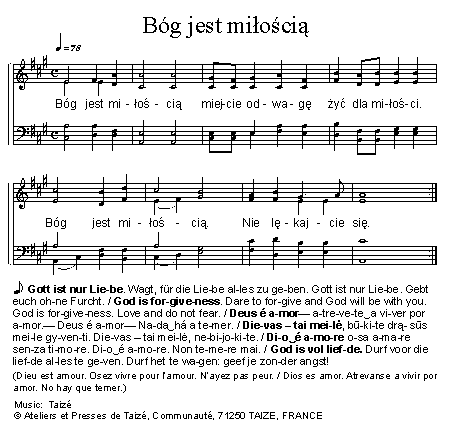 Bóg jest miłością
♩=78
Bóg jest mi-łoś-cią miej-cie od-wa-gę żyć dla mi-łoś-ci.
Bóg jest mi-łoś-cią. Nie lę-kaj-cie się.
Gott ist nur Lie-be. Wagt, für die Lie-be al-les zu ge-ben. Gott ist nur Lie-be. Gebt
euch oh-ne Furcht. / God is for-give-ness. Dare to for-give and God will be with you.
God is for-give-ness. Love and do not fear. / Deus é a-mor— a-tre-ve-te_a vi-ver por
a-mor.— Deus é a-mor— Na-da_há a te-mer. / Die-vas – tai mei-lė, bū-ki-te drą- sūs
mei-le gy-ven-ti. Die-vas – tai mei-lė, ne-bi-jo-ki-te. / Di-o_é a-mo-re o-sa a-ma-re
sen-za ti-mo-re. Di-o_é a-mo-re. Non te-me-re mai. / God is vol lief-de. Durf voor die
lief-de al-les te ge-ven. Durf het te wa-gen: geef je zon-der angst!
(Dieu est amour. Osez vivre pour l'amour. N'ayez pas peur. / Dios es amor. Atrevanse a vivir por
amor. No hay que temer.)
Music: Taizé
© Ateliers et Presses de Taizé, Communauté, 71250 TAIZE, FRANCE